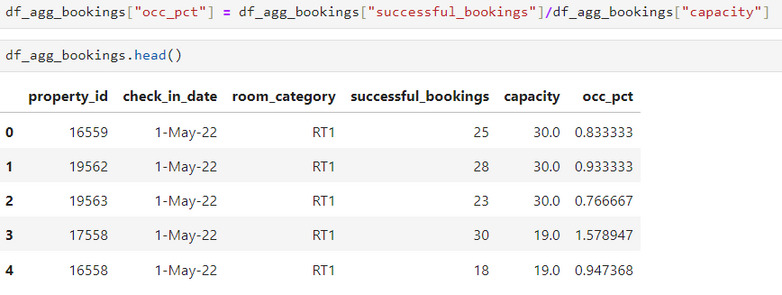 df_agg_bookings["occ_pct"] = df_agg_bookings["successful_bookings"]/df_agg_bookings["capacity"]
df_agg_bookings.head()
property_id check_in_date room_category successful_bookings capacity occ_pct
0 16559 1-May-22 RT1 25 30.0 0.833333
1 19562 1-May-22 RT1 28 30.0 0.933333
2 19563 1-May-22 RT1 23 30.0 0.766667
3 17558 1-May-22 RT1 30 19.0 1.578947
4 16558 1-May-22 RT1 18 19.0 0.947368